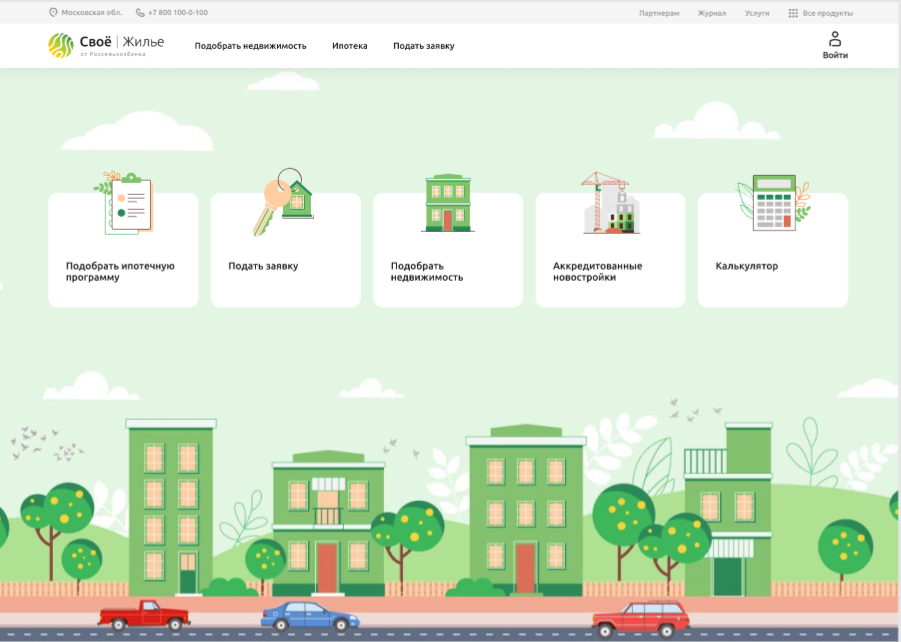 Московская обл. +7 800 100-0-100 Партнерам Журнал Услуги Все продукты
Своё | Жилье
от Россельхозбанка
Подобрать недвижимость Ипотека Подать заявку
Войти
Подобрать ипотечную
программу
Подать заявку
Подобрать
недвижимость
Аккредитованные
новостройки
Калькулятор